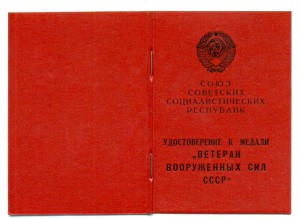 СОЮЗ
СОВЕТСКИХ
СОЦИАЛИСТИЧЕСКИХ
РЕСПУБЛИК
УДОСТОВЕРЕНИЕ К МЕДАЛИ
„ВЕТЕРАН
ВООРУЖЕННЫХ СИЛ
СССР“